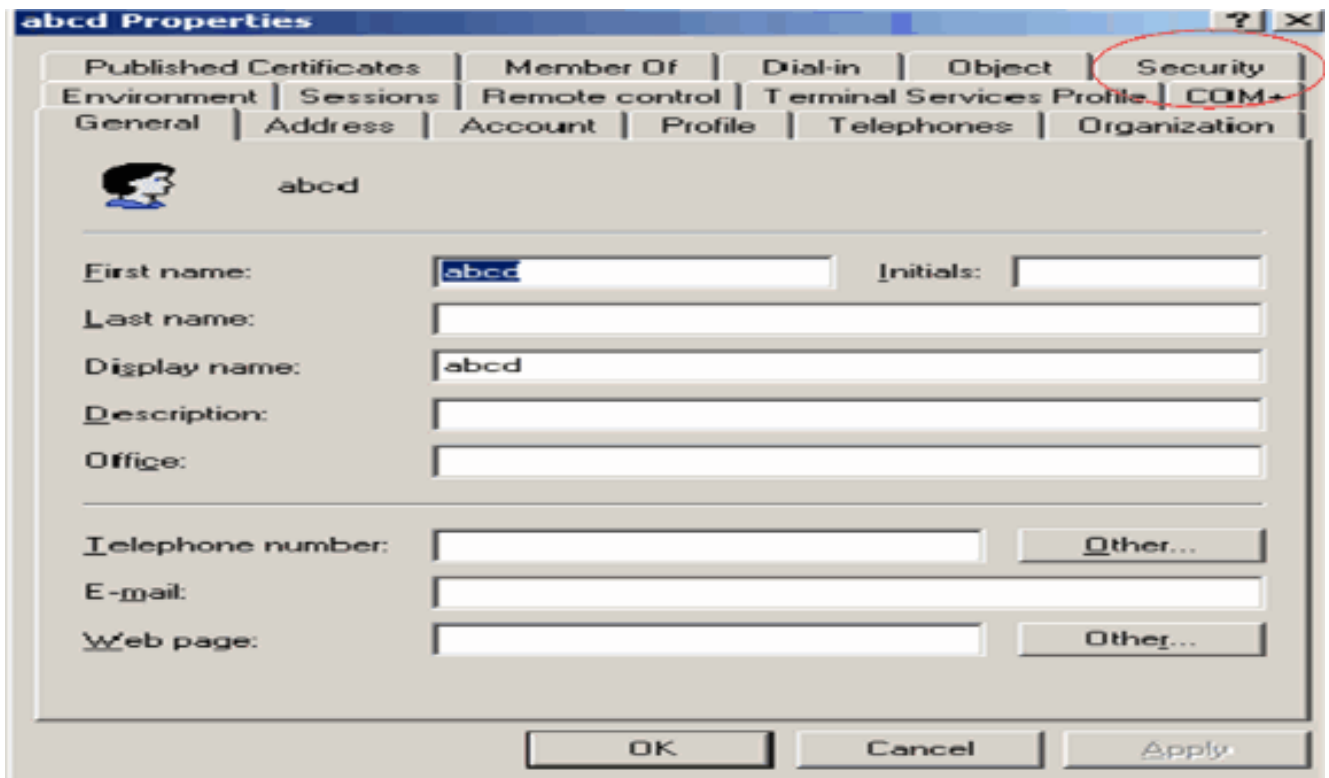 abcd Properties ? ×
Published Certificates Member Of Dial-in Object Security
Environment Sessions Remote control Terminal Services Profile COM+
General Address Account Profile Telephones Organization
abcd
First name: abcd Initials:
Last name:
Display name: abcd
Description:
Office:
Telephone number: Other...
E-mail:
Web page: Other...
OK Cancel Apply